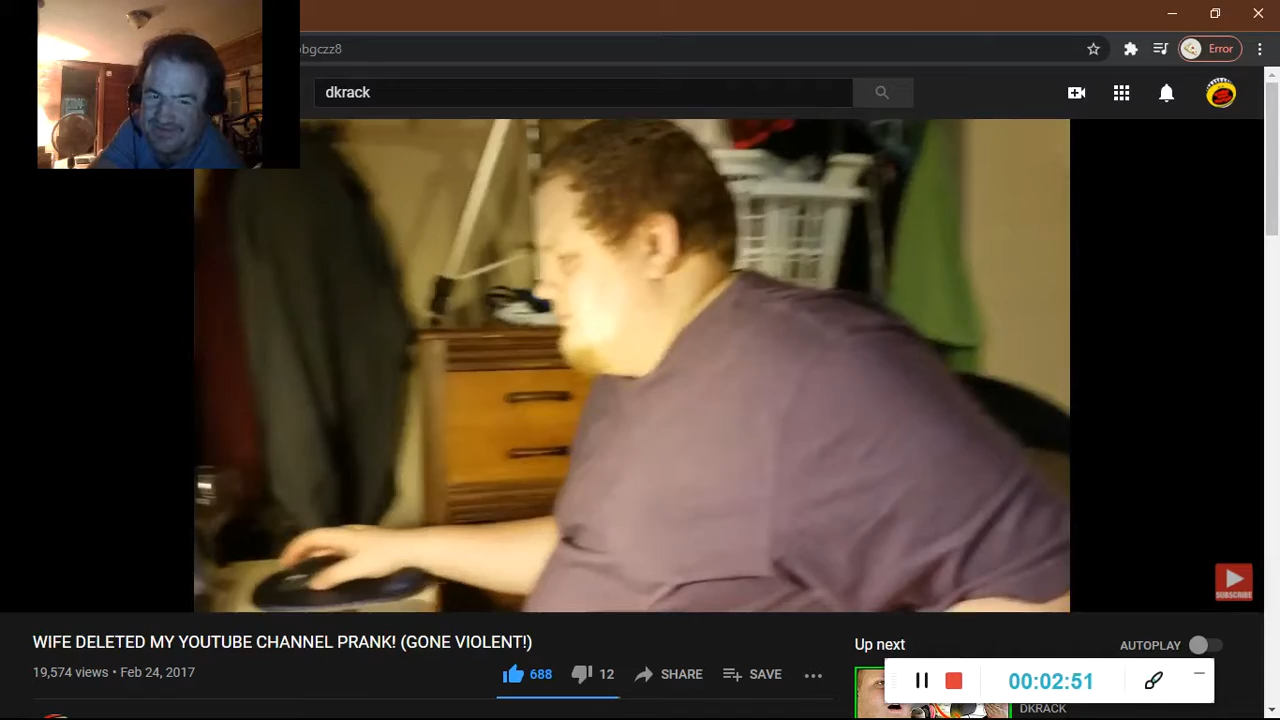 bgczz8
Error
dkrack
SUBSCRIBE
WIFE DELETED MY YOUTUBE CHANNEL PRANK! (GONE VIOLENT!)
19,574 views • Feb 24, 2017
688
12
SHARE
SAVE
Up next
AUTOPLAY
00:02:51
DKRACK